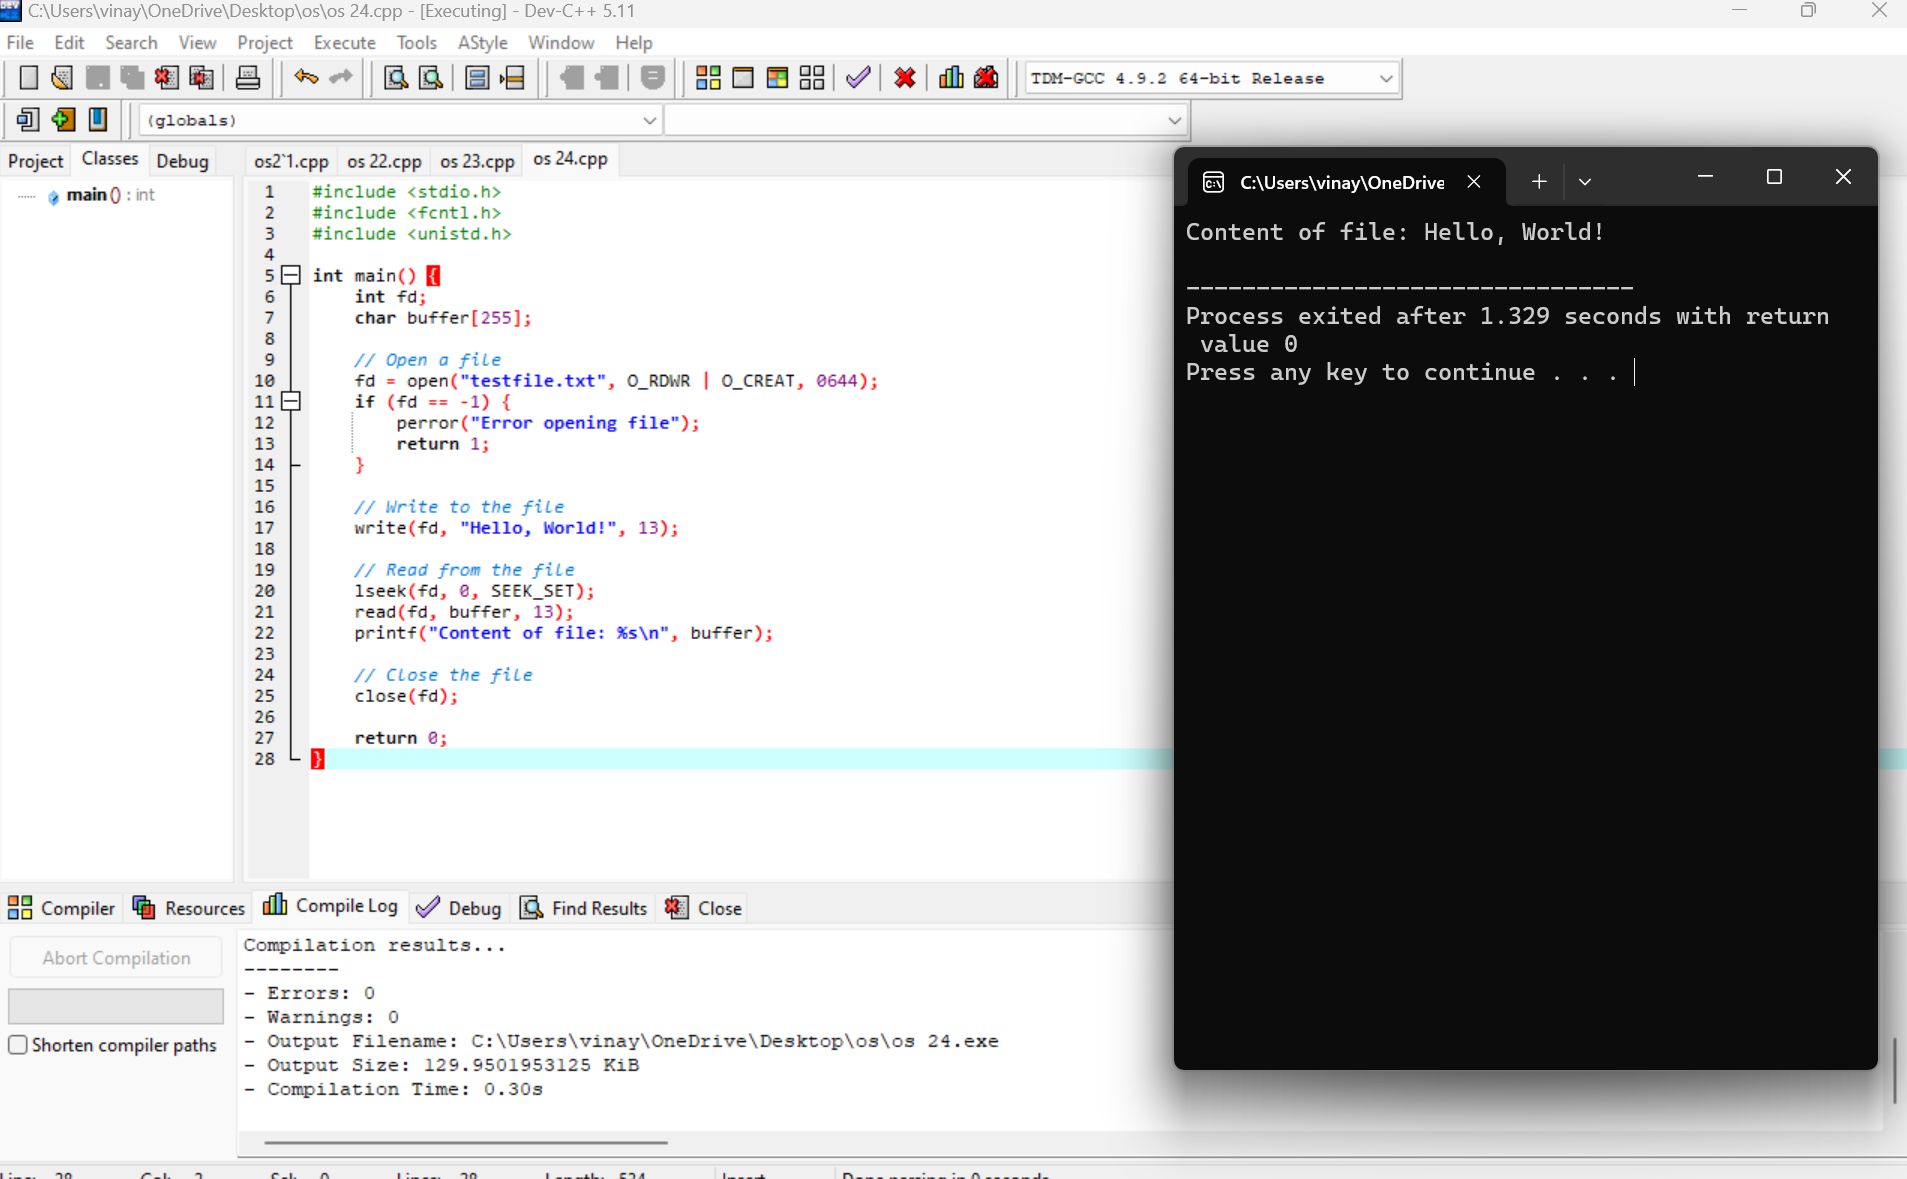 C:\Users\vinay\OneDrive\Desktop\os\os 24.cpp - [Executing] - Dev-C++ 5.11
File Edit Search View Project Execute Tools AStyle Window Help
TDM-GCC 4.9.2 64-bit Release
(globals)
Project Classes Debug
main() : int
os2`1.cpp os 22.cpp os 23.cpp os 24.cpp
1 #include <stdio.h>
2 #include <fcntl.h>
3 #include <unistd.h>
4
5 int main() {
6 int fd;
7 char buffer[255];
8
9 // Open a file
10 fd = open("testfile.txt", O_RDWR | O_CREAT, 0644);
11 if (fd == -1) {
12 perror("Error opening file");
13 return 1;
14 }
15
16 // Write to the file
17 write(fd, "Hello, World!", 13);
18
19 // Read from the file
20 lseek(fd, 0, SEEK_SET);
21 read(fd, buffer, 13);
22 printf("Content of file: %s\n", buffer);
23
24 // Close the file
25 close(fd);
26
27 return 0;
28 }
C:\Users\vinay\OneDrive
Content of file: Hello, World!
--------------------------------
Process exited after 1.329 seconds with return
value 0
Press any key to continue . . .
Compiler Resources Compile Log Debug Find Results Close
Abort Compilation
Shorten compiler paths
Compilation results...
--------
- Errors: 0
- Warnings: 0
- Output Filename: C:\Users\vinay\OneDrive\Desktop\os\os 24.exe
- Output Size: 129.9501953125 KiB
- Compilation Time: 0.30s